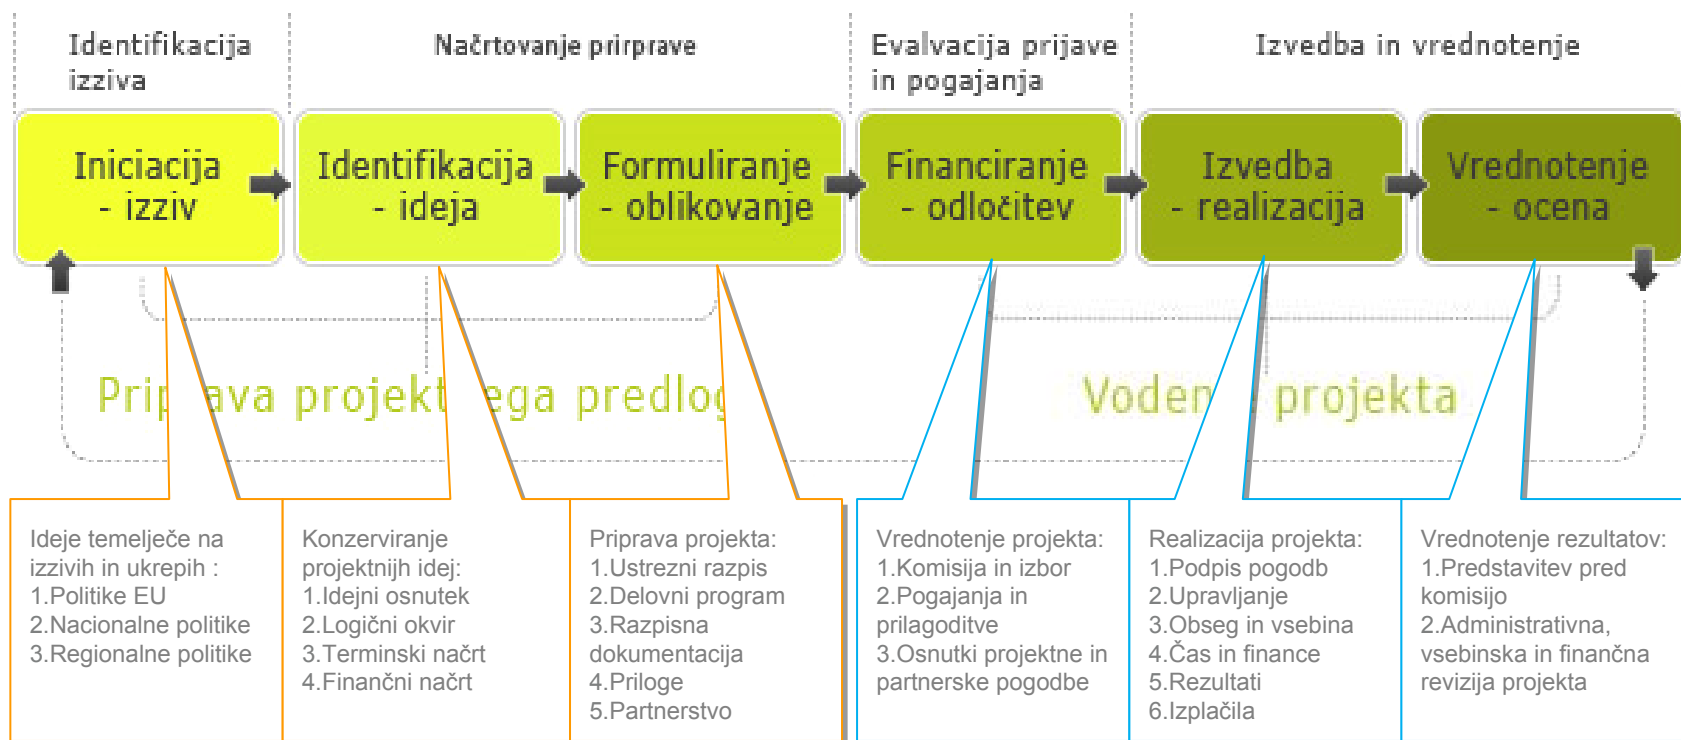 Identifikacija
izziva
Načrtovanje prirprave
Evalvacija prijave
in pogajanja
Izvedba in vrednotenje
Iniciacija
- izziv
Identifikacija
- ideja
Formuliranje
- oblikovanje
Financiranje
- odločitev
Izvedba
- realizacija
Vrednotenje
- ocena
projekta
Ideje temelječe na
izzivih in ukrepih :
1.Politike EU
2.Nacionalne politike
3.Regionalne politike
Konzerviranje
projektnijh idej:
1.Idejni osnutek
2.Logični okvir
3.Terminski načrt
4.Finančni načrt
Priprava projekta:
1.Ustrezni razpis
2.Delovni program
3.Razpisna
dokumentacija
4.Priloge
5.Partnerstvo
Vrednotenje projekta:
1.Komisija in izbor
2.Pogajanja in
prilagoditve
3.Osnutki projektne in
partnerske pogodbe
Realizacija projekta:
1.Podpis pogodb
2.Upravljanje
3.Obseg in vsebina
4.Čas in finance
5.Rezultati
6.Izplačila
Vrednotenje rezultatov:
1.Predstavitev pred
komisijo
2.Administrativna,
vsebinska in finančna
revizija projekta